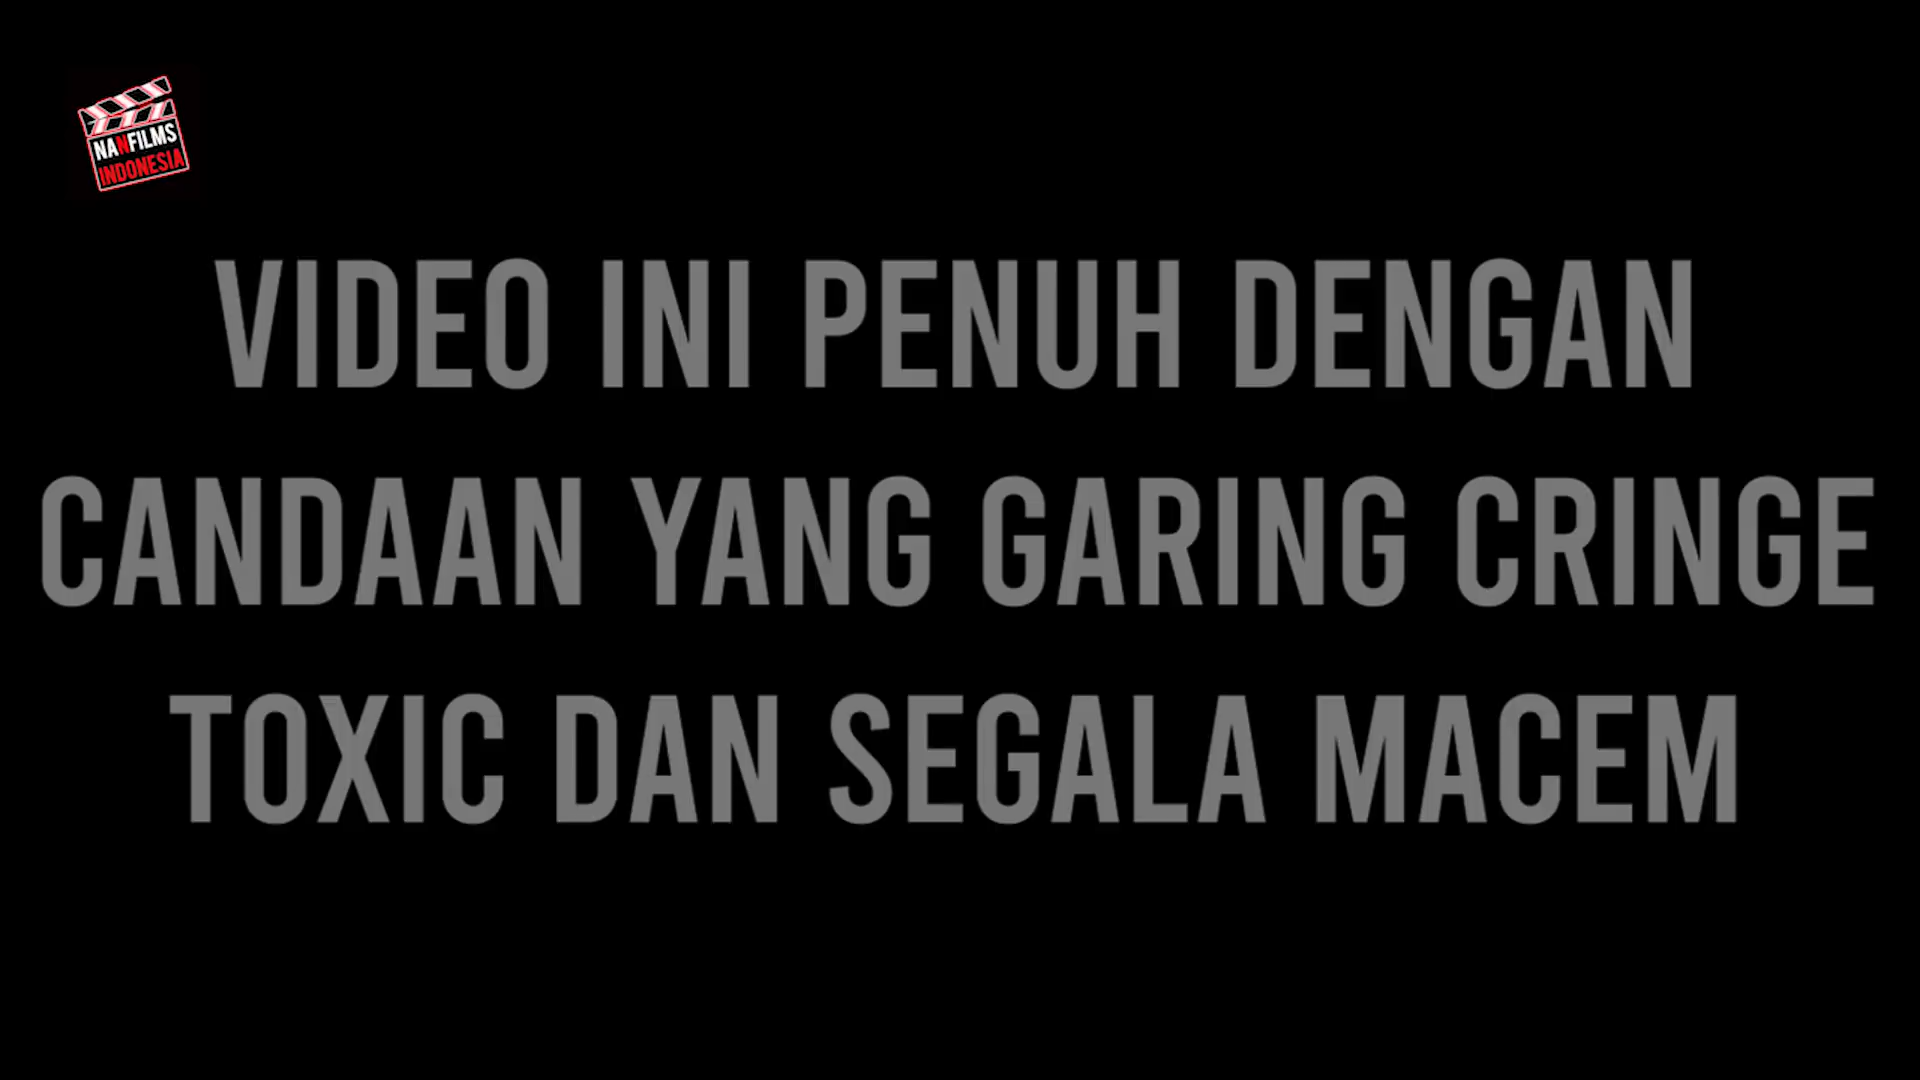 NANFILMS
INDONESIA
VIDEO INI PENUH DENGAN
CANDAAN YANG GARING CRINGE
TOXIC DAN SEGALA MACEM